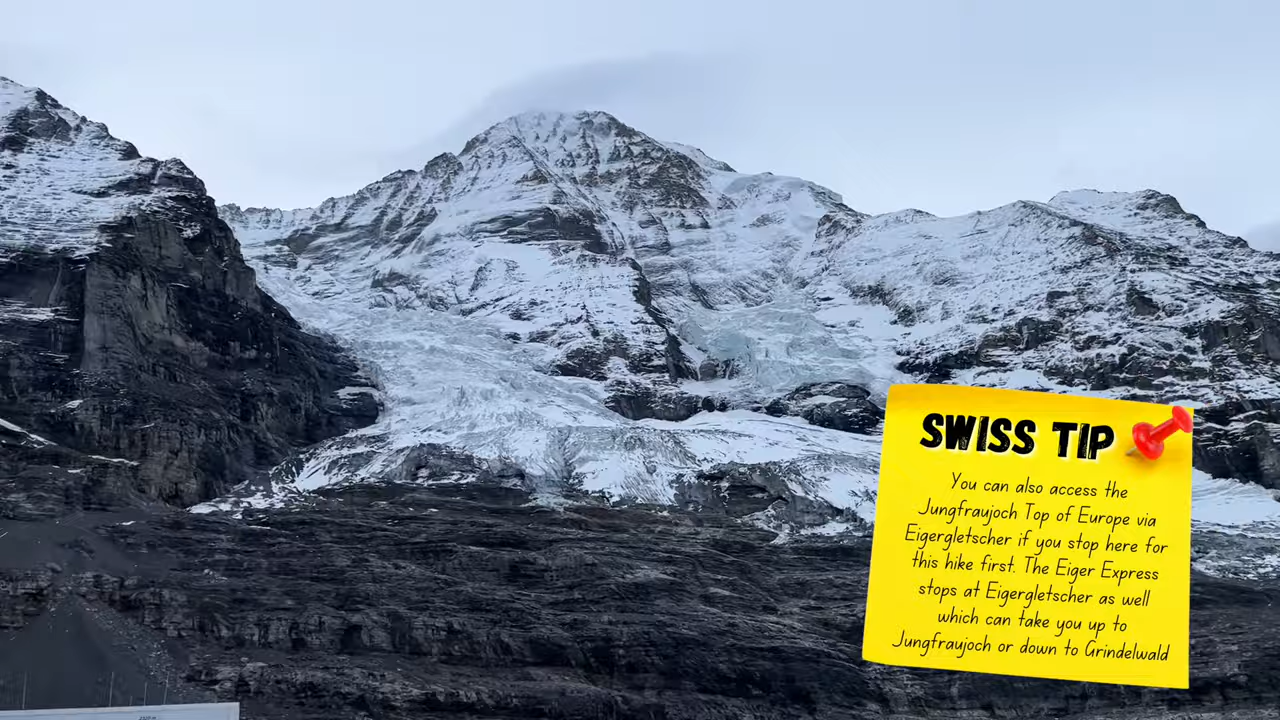 SWISS TIP
You can also access the
Jungfraujoch Top of Europe via
Eigergletscher if you stop here for
this hike first. The Eiger Express
stops at Eigergletscher as well
which can take you up to
Jungfraujoch or down to Grindelwald